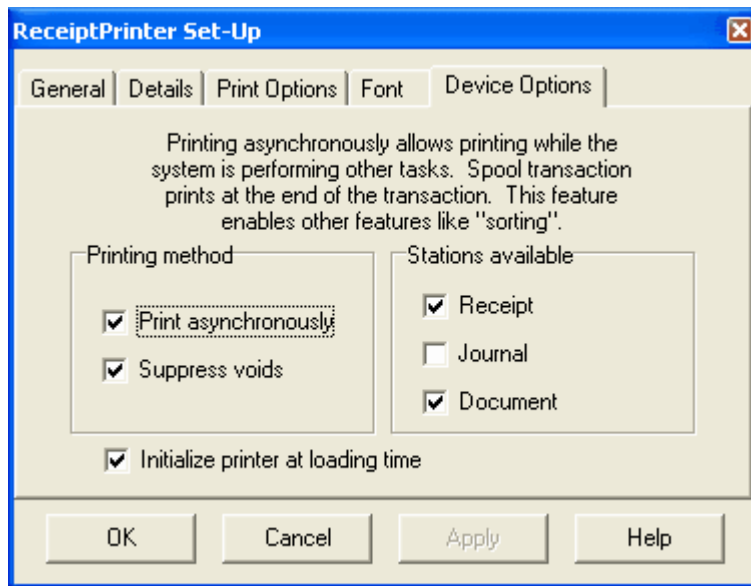 ReceiptPrinter Set-Up
General Details Print Options Font Device Options
Printing asynchronously allows printing while the
system is performing other tasks. Spool transaction
prints at the end of the transaction. This feature
enables other features like "sorting".
Printing method
Print asynchronously
Suppress voids
Stations available
Receipt
Journal
Document
Initialize printer at loading time
OK Cancel Apply Help